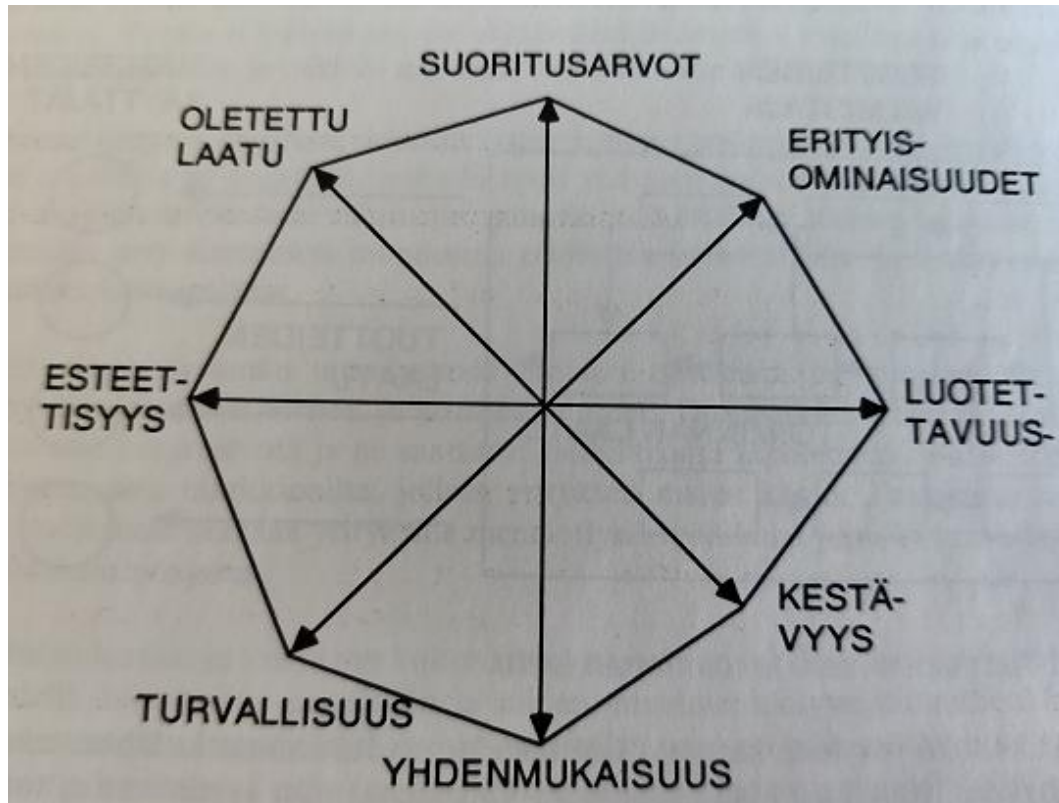 SUORITUSARVOT
OLETETTU
LAATU
ERITYIS-
OMINAISUUDET
ESTEET-
TISYYS
LUOTET-
TAVUUS-
KESTÄ-
VYYS
TURVALLISUUS
YHDENMUKAISUUS